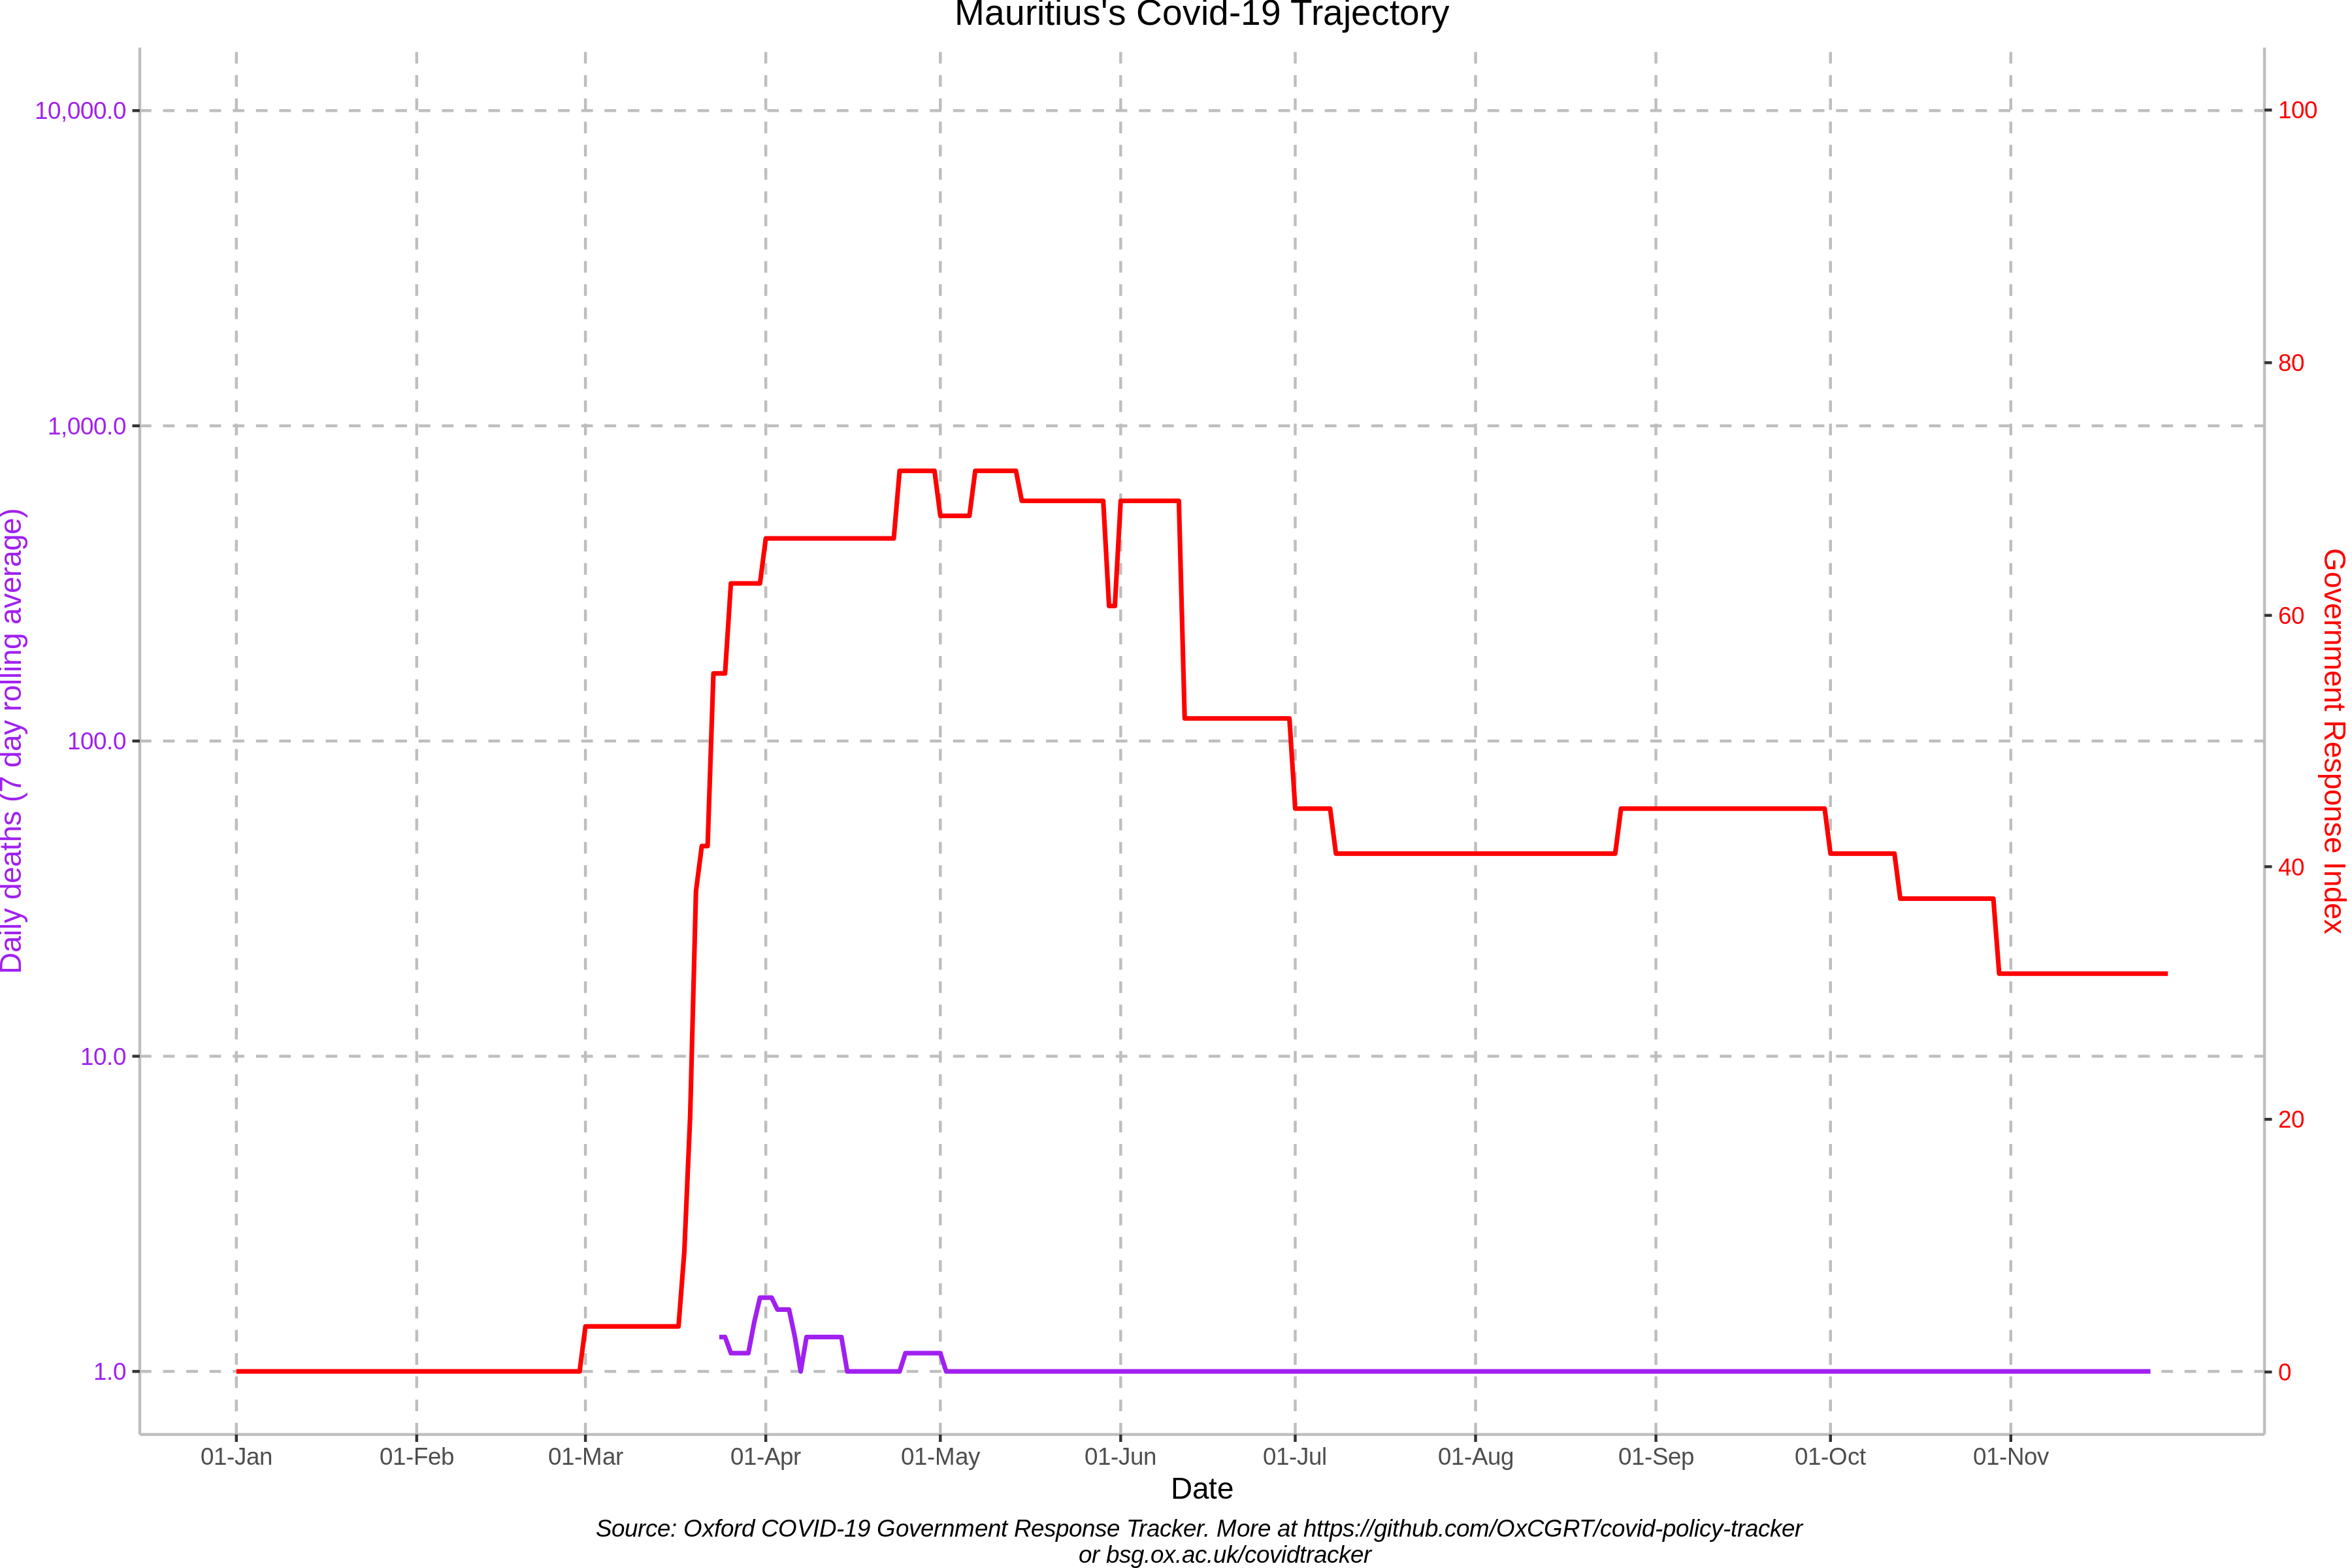 Mauritius's Covid-19 Trajectory
10,000.0
1,000.0
100.0
10.0
1.0
Daily deaths (7 day rolling average)
100
80
60
40
20
0
Government Response Index
01-Jan 01-Feb 01-Mar 01-Apr 01-May 01-Jun 01-Jul 01-Aug 01-Sep 01-Oct 01-Nov
Date
Source: Oxford COVID-19 Government Response Tracker. More at https://github.com/OxCGRT/covid-policy-tracker
or bsg.ox.ac.uk/covidtracker